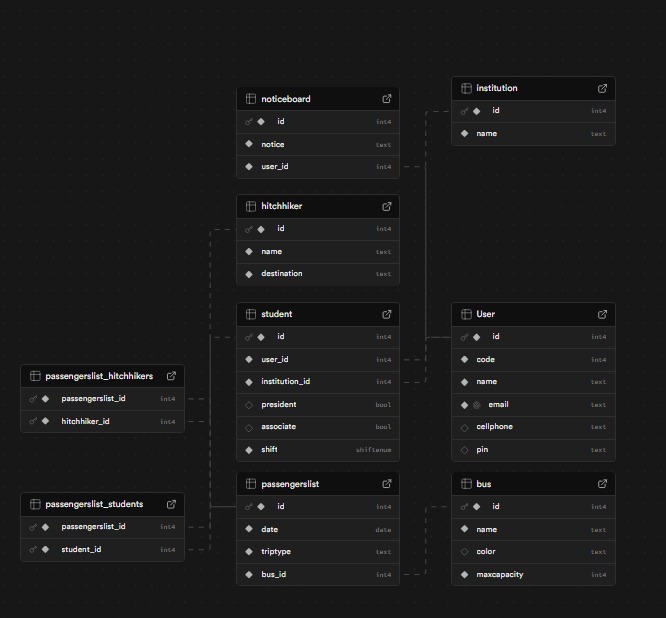 noticeboard
id int4
notice text
user_id int4
institution
id int4
name text
hitchhiker
id int4
name text
destination text
student
id int4
user_id int4
institution_id int4
president bool
associate bool
shift shiftenum
User
id int4
code text
name text
email text
cellphone text
pin text
passengerslist_hitchhikers
passengerslist_id int4
hitchhiker_id int4
passengerslist_students
passengerslist_id int4
student_id int4
passengerslist
id int4
date date
triptype text
bus_id int4
bus
id int4
name text
color text
maxcapacity int4